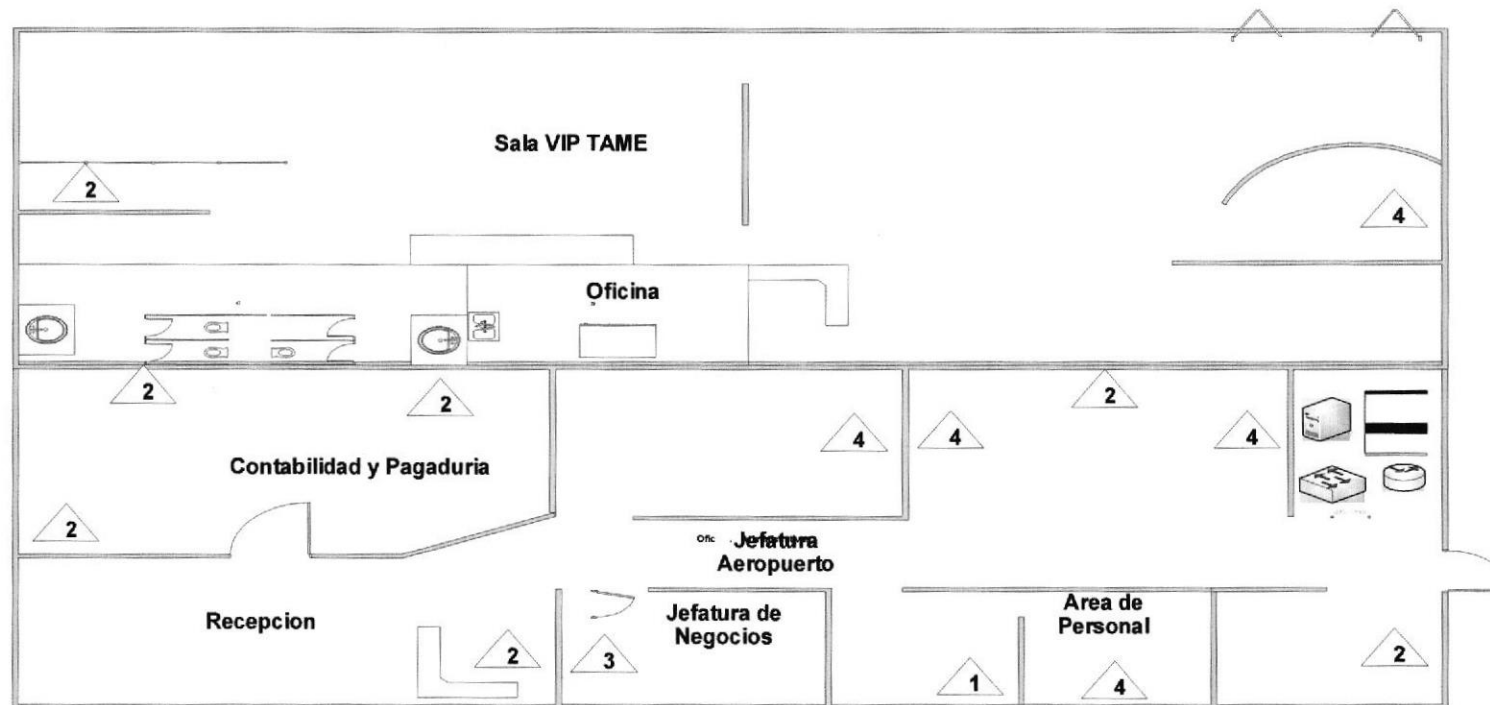 Sala VIP TAME
2
4
Oficina
2
2
2
4
4
4
Contabilidad y Pagaduria
2
Ofic
Jefatura
Aeropuerto
Recepcion
Jefatura de
Negocios
Area de
Personal
2
3
1
4
2